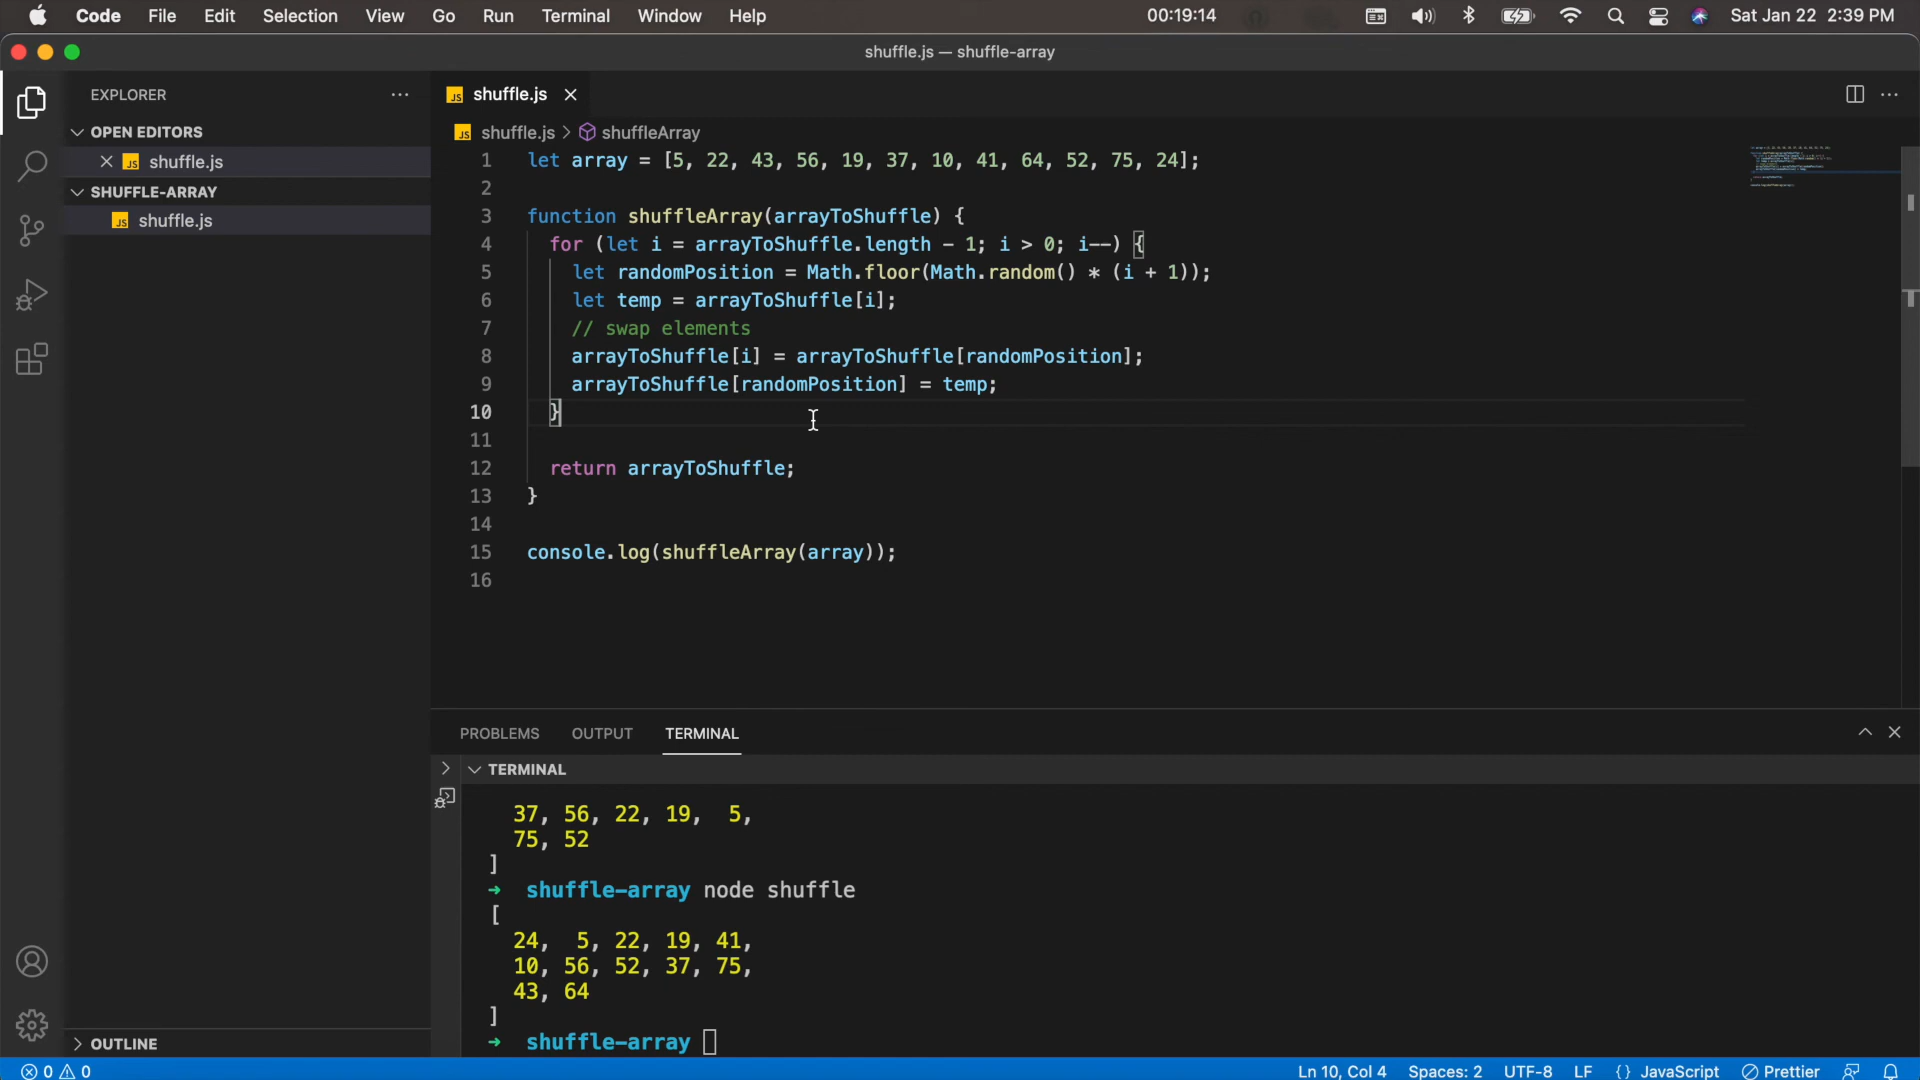 Code File Edit Selection View Go Run Terminal Window Help 00:19:14 Sat Jan 22 2:39 PM
shuffle.js — shuffle-array
EXPLORER
OPEN EDITORS
JS shuffle.js
SHUFFLE-ARRAY
JS shuffle.js
OUTLINE
JS shuffle.js
JS shuffle.js > shuffleArray
1 let array = [5, 22, 43, 56, 19, 37, 10, 41, 64, 52, 75, 24];
2
3 function shuffleArray(arrayToShuffle) {
4 for (let i = arrayToShuffle.length - 1; i > 0; i--) {
5 let randomPosition = Math.floor(Math.random() * (i + 1));
6 let temp = arrayToShuffle[i];
7 // swap elements
8 arrayToShuffle[i] = arrayToShuffle[randomPosition];
9 arrayToShuffle[randomPosition] = temp;
10 }
11
12 return arrayToShuffle;
13 }
14
15 console.log(shuffleArray(array));
16
PROBLEMS OUTPUT TERMINAL
TERMINAL
37, 56, 22, 19, 5,
75, 52
]
➜ shuffle-array node shuffle
[
24, 5, 22, 19, 41,
10, 56, 52, 37, 75,
43, 64
]
➜ shuffle-array
0 0 Ln 10, Col 4 Spaces: 2 UTF-8 LF {} JavaScript Prettier